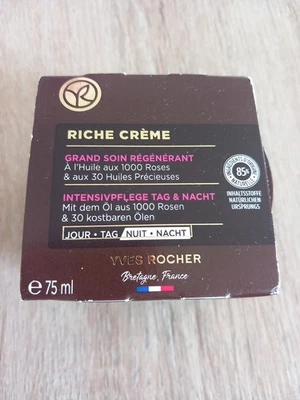 RICHE CRÈME
GRAND SOIN RÉGÉNÉRANT
À l'Huile aux 1000 Roses
& aux 30 Huiles Précieuses
INTENSIVPFLEGE TAG & NACHT
Mit dem Öl aus 1000 Rosen
& 30 kostbaren Ölen
JOUR • TAG NUIT • NACHT
85%
INHALTSSTOFFE
NATÜRLICHEN
URSPRUNGS
YVES ROCHER
Bretagne, France
e 75 ml